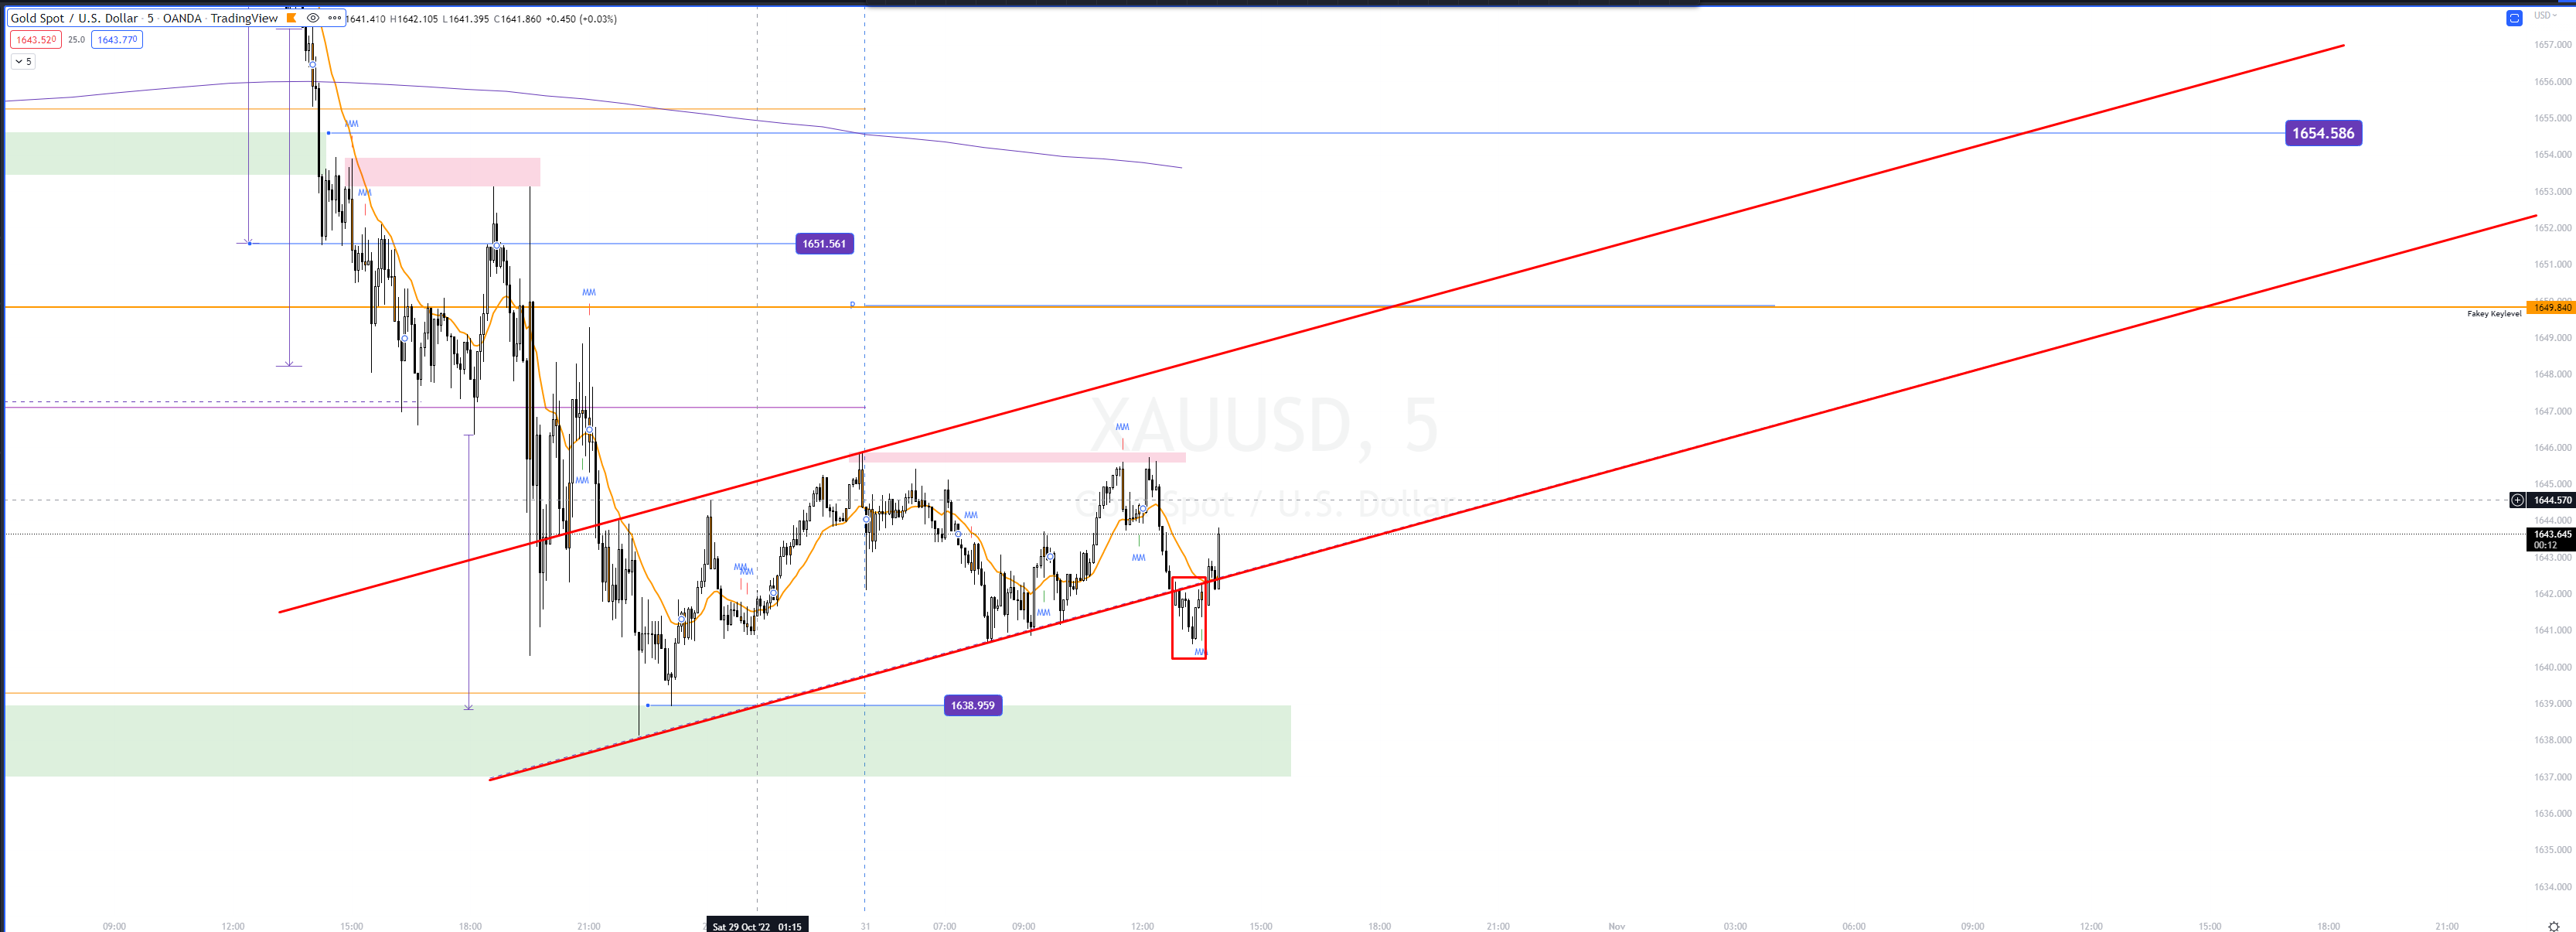 Gold Spot / U.S. Dollar · 5 · OANDA · TradingView
1641.410 H1642.105 L1641.395 C1641.860 +0.450 (+0.03%)
USD
1643.520 25.0 1643.770
5
1657.000
1656.000
1655.000
MM
1654.586
1654.000
MM
1653.000
1652.000
1651.561
1651.000
MM
P
1649.840
Fakey Keylevel
1649.000
1648.000
XAUUSD, 5
1647.000
MM
1646.000
MM
1645.000
Gold Spot / U.S. Dollar
1644.570
MM
1644.000
1643.645
00:12
MM
1643.000
MM
MM
1642.000
MM
1641.000
MM
1640.000
1638.959
1639.000
1638.000
1637.000
1636.000
1635.000
1634.000
09:00 12:00 15:00 18:00 21:00 Sat 29 Oct '22 01:15 31 07:00 09:00 12:00 15:00 18:00 21:00 Nov 03:00 06:00 09:00 12:00 15:00 18:00 21:00